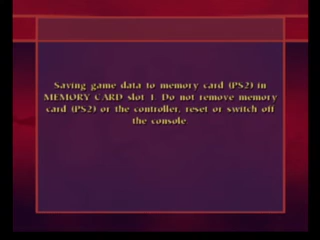 Saving game data to memory card (PS2) in
MEMORY CARD slot 1. Do not remove memory
card (PS2) or the controller, reset or switch off
the console